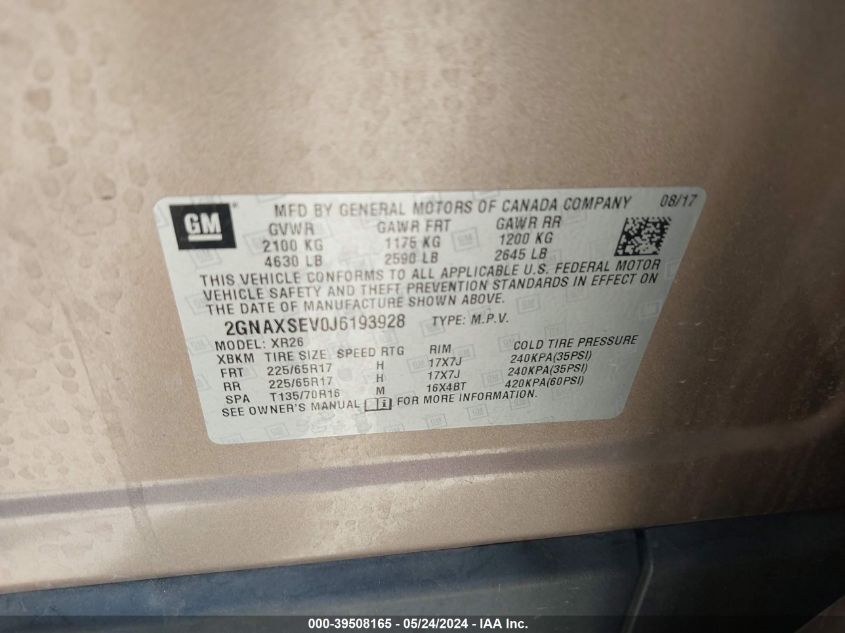 GM
MFD BY GENERAL MOTORS OF CANADA COMPANY 08/17
GVWR GAWR FRT GAWR RR
2100 KG 1175 KG 1200 KG
4630 LB 2590 LB 2645 LB
THIS VEHICLE CONFORMS TO ALL APPLICABLE U.S. FEDERAL MOTOR
VEHICLE SAFETY AND THEFT PREVENTION STANDARDS IN EFFECT ON
THE DATE OF MANUFACTURE SHOWN ABOVE.
2GNAXSEV0J6193928 TYPE: M.P.V.
MODEL: XR26
XBKM TIRE SIZE SPEED RTG RIM COLD TIRE PRESSURE
FRT 225/65R17 H 17X7J 240KPA(35PSI)
RR 225/65R17 H 17X7J 240KPA(35PSI)
SPA T135/70R16 M 16X4BT 420KPA(60PSI)
SEE OWNER'S MANUAL FOR MORE INFORMATION.
000-39508165 - 05/24/2024 - IAA Inc.